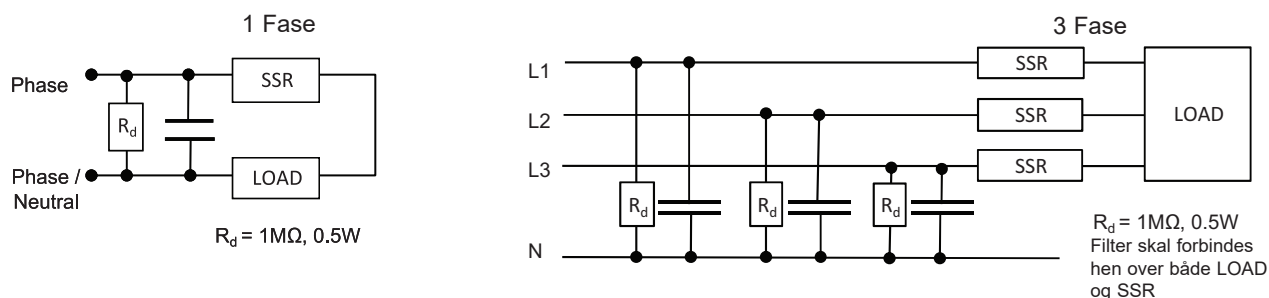 1 Fase
Phase
SSR
R_d
Phase /
Neutral
LOAD
R_d = 1MΩ, 0.5W
3 Fase
L1
SSR
L2
SSR
LOAD
L3
SSR
R_d
R_d
R_d
N
R_d = 1MΩ, 0.5W
Filter skal forbindes
hen over både LOAD
og SSR